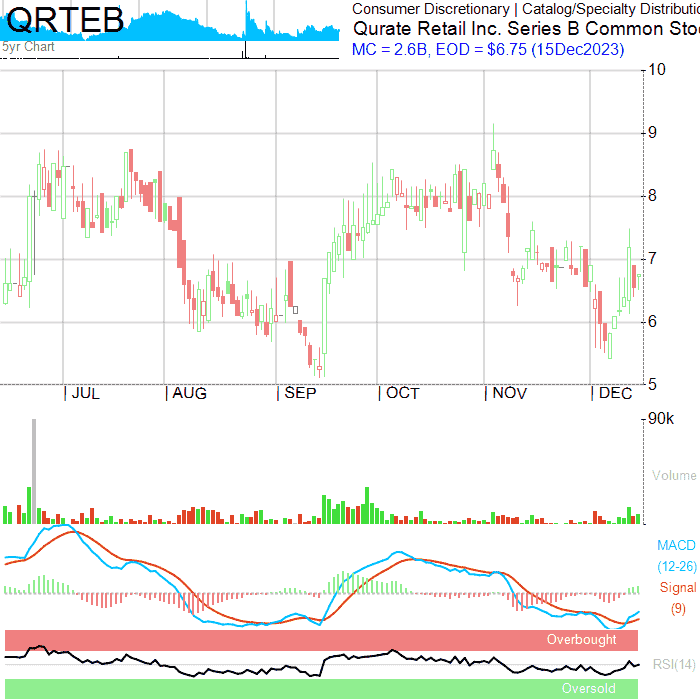 QRTEB
5yr Chart
Consumer Discretionary | Catalog/Specialty Distributio
Qurate Retail Inc. Series B Common Sto
MC = 2.6B, EOD = $6.75 (15Dec2023)
10
9
8
7
6
5
| JUL | AUG | SEP | OCT | NOV | DEC
90k
Volume
MACD
(12-26)
Signal
(9)
Overbought
RSI(14)
Oversold